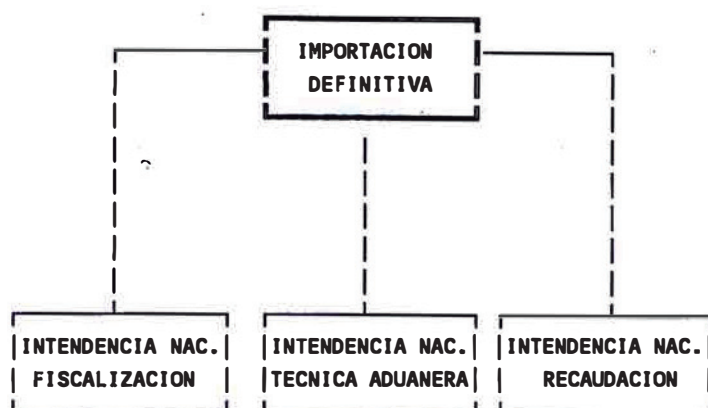 IMPORTACION
DEFINITIVA
INTENDENCIA NAC.
FISCALIZACION
INTENDENCIA NAC.
TECNICA ADUANERA
INTENDENCIA NAC.
RECAUDACION